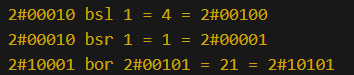 2#00010 bsl 1 = 4 = 2#00100
2#00010 bsr 1 = 1 = 2#00001
2#10001 bor 2#00101 = 21 = 2#10101